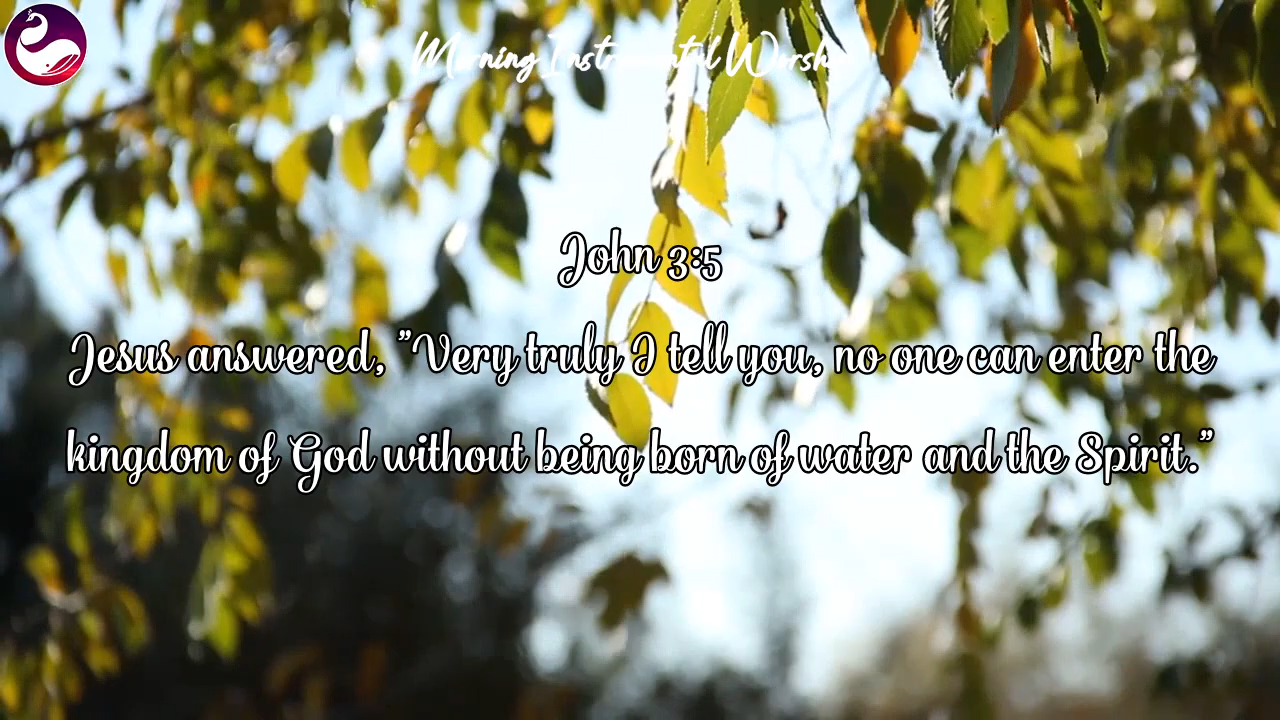 Morning Instrumental Worship
John 3:5
Jesus answered, "Very truly I tell you, no one can enter the
kingdom of God without being born of water and the Spirit."